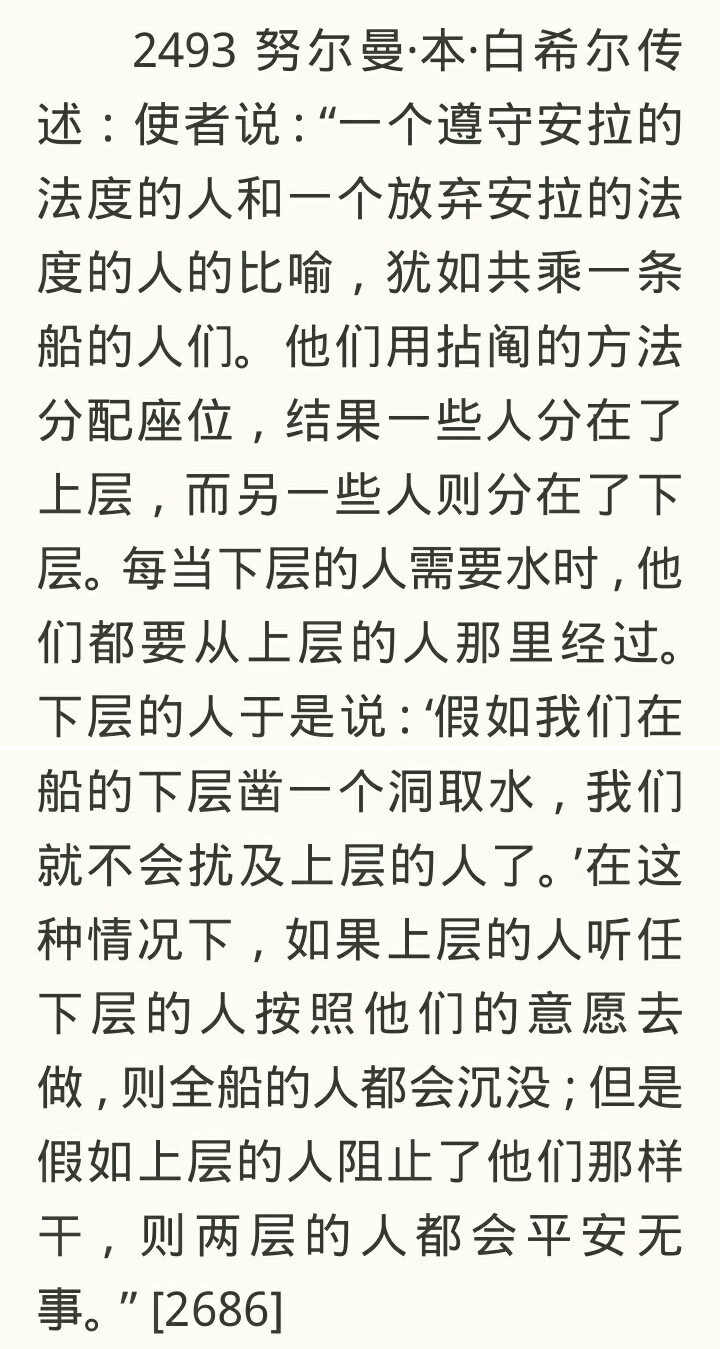 2493 努尔曼·本·白希尔传
述：使者说：“一个遵守安拉的
法度的人和一个放弃安拉的法
度的人的比喻，犹如共乘一条
船的人们。他们用拈阄的方法
分配座位，结果一些人分在了
上层，而另一些人则分在了下
层。每当下层的人需要水时，他
们都要从上层的人那里经过。
下层的人于是说：‘假如我们在
船的下层凿一个洞取水，我们
就不会扰及上层的人了。’在这
种情况下，如果上层的人听任
下层的人按照他们的意愿去
做，则全船的人都会沉没；但是
假如上层的人阻止了他们那样
干，则两层的人都会平安无
事。” [2686]